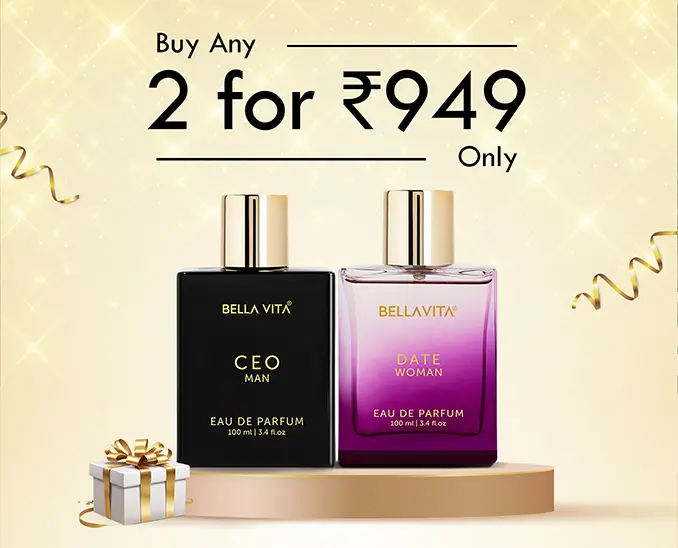 Buy Any
2 for ₹949
Only
BELLA VITA®
CEO
MAN
EAU DE PARFUM
100 ml | 3.4 fl.oz
BELLAVITA®
DATE
WOMAN
EAU DE PARFUM
100 ml | 3.4 fl.oz